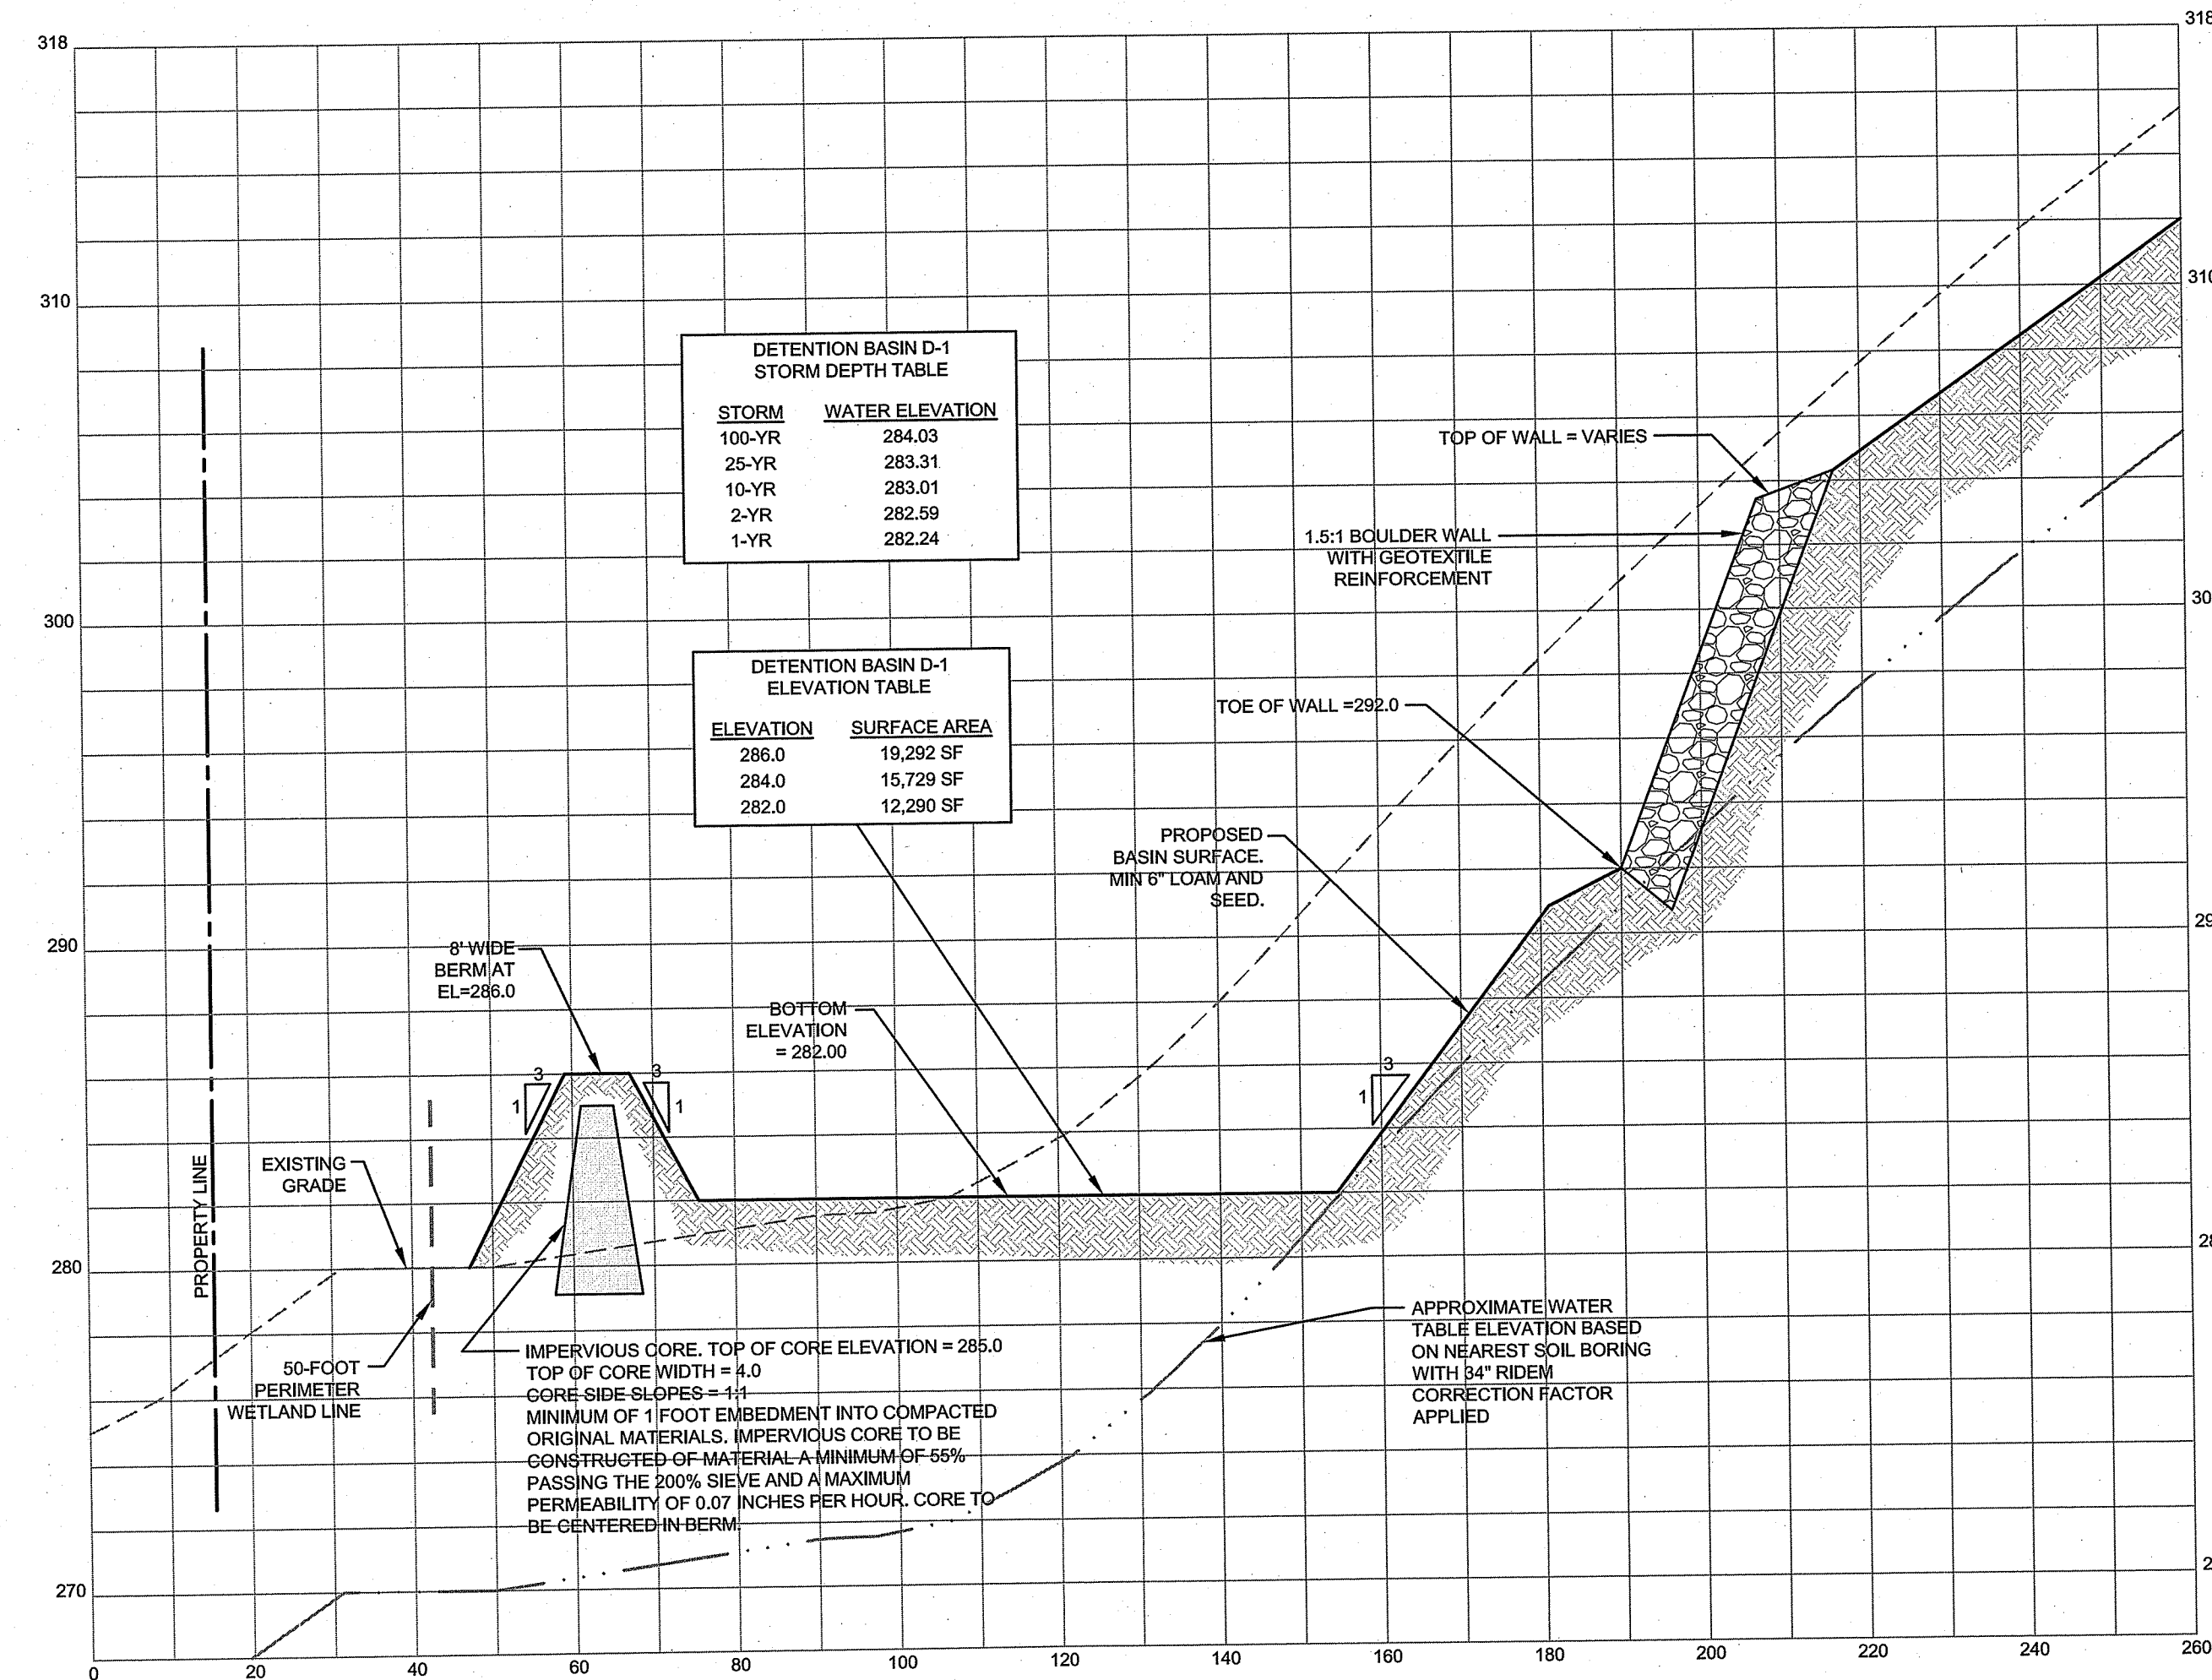 318
318
310
310
DETENTION BASIN D-1
STORM DEPTH TABLE
STORM WATER ELEVATION
100-YR 284.03
25-YR 283.31
10-YR 283.01
2-YR 282.59
1-YR 282.24
TOP OF WALL = VARIES
1.5:1 BOULDER WALL
WITH GEOTEXTILE
REINFORCEMENT
300
30
DETENTION BASIN D-1
ELEVATION TABLE
ELEVATION SURFACE AREA
286.0 19,292 SF
284.0 15,729 SF
282.0 12,290 SF
TOE OF WALL =292.0
PROPOSED
BASIN SURFACE.
MIN 6" LOAM AND
SEED.
290
29
8' WIDE
BERM AT
EL=286.0
BOTTOM
ELEVATION
= 282.00
3
1
3
1
3
1
EXISTING
GRADE
PROPERTY LINE
280
28
50-FOOT
PERIMETER
WETLAND LINE
IMPERVIOUS CORE. TOP OF CORE ELEVATION = 285.0
TOP OF CORE WIDTH = 4.0
CORE SIDE SLOPES = 1:1
MINIMUM OF 1 FOOT EMBEDMENT INTO COMPACTED
ORIGINAL MATERIALS. IMPERVIOUS CORE TO BE
CONSTRUCTED OF MATERIAL A MINIMUM OF 55%
PASSING THE 200% SIEVE AND A MAXIMUM
PERMEABILITY OF 0.07 INCHES PER HOUR. CORE TO
BE CENTERED IN BERM.
APPROXIMATE WATER
TABLE ELEVATION BASED
ON NEAREST SOIL BORING
WITH 34" RIDEM
CORRECTION FACTOR
APPLIED
270
2
0 20 40 60 80 100 120 140 160 180 200 220 240 260